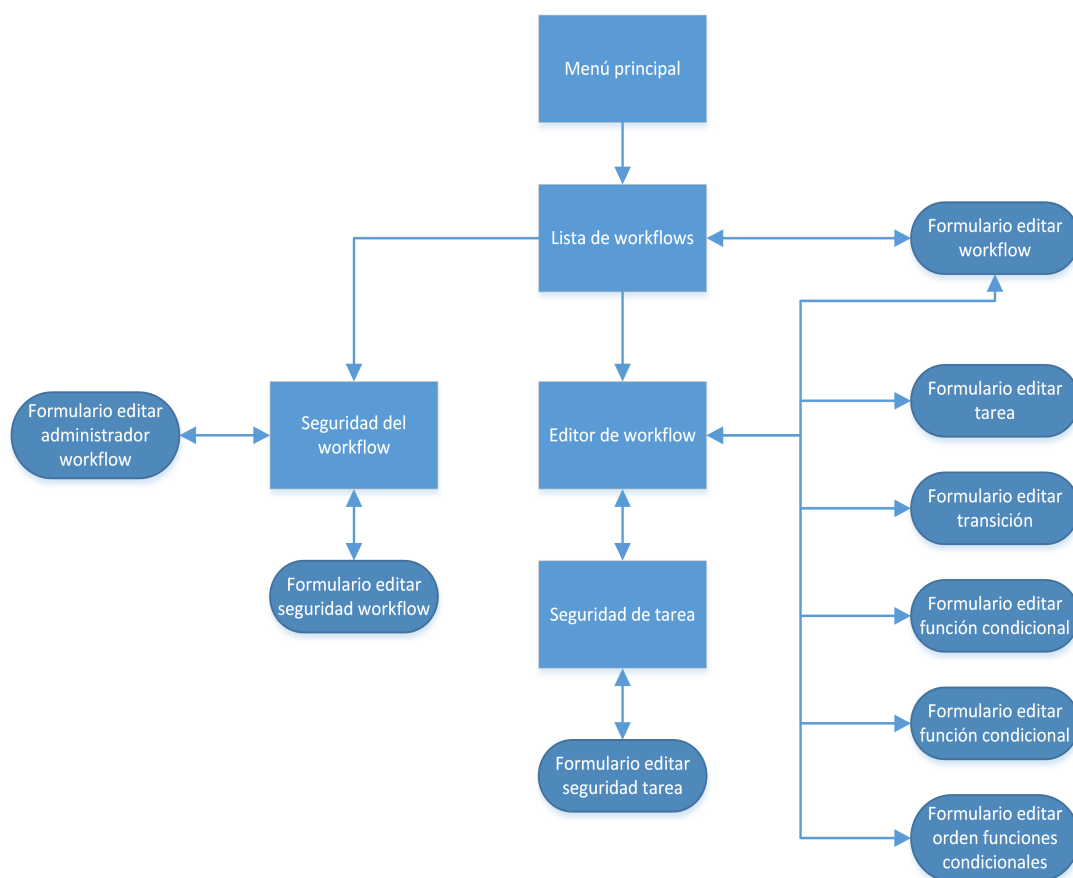 Menú principal
Lista de workflows
Formulario editar
workflow
Formulario editar
administrador
workflow
Seguridad del
workflow
Editor de workflow
Formulario editar
tarea
Formulario editar
transición
Formulario editar
seguridad workflow
Seguridad de tarea
Formulario editar
función condicional
Formulario editar
función condicional
Formulario editar
seguridad tarea
Formulario editar
orden funciones
condicionales